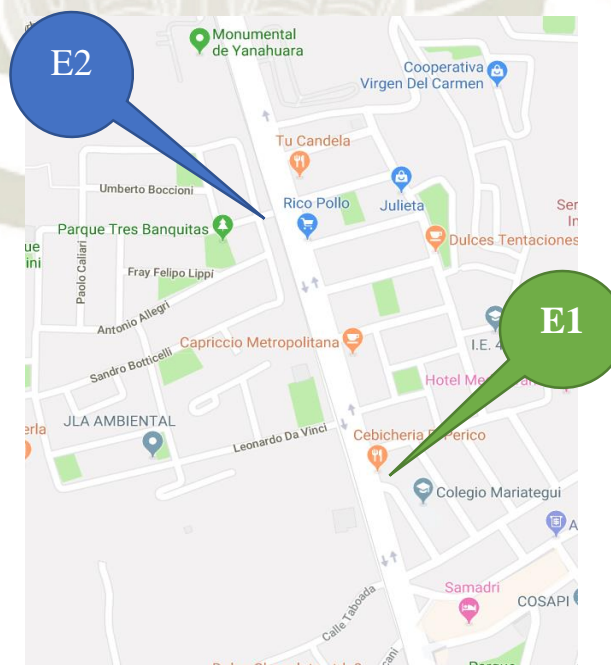 Monumental
de Yanahuara
E2
Cooperativa
Virgen Del Carmen
Tu Candela
Umberto Boccioni
Rico Pollo
Julieta
Parque Tres Banquitas
Dulces Tentaciones
Paolo Caliari
Fray Felipo Lippi
E1
Antonio Allegri
Capriccio Metropolitana
I.E. 4
Sandro Botticelli
Hotel Me
JLA AMBIENTAL
Leonardo Da Vinci
Cebicheria El Perico
Colegio Mariategui
A
Samadri
COSAPI
Calle Taboada